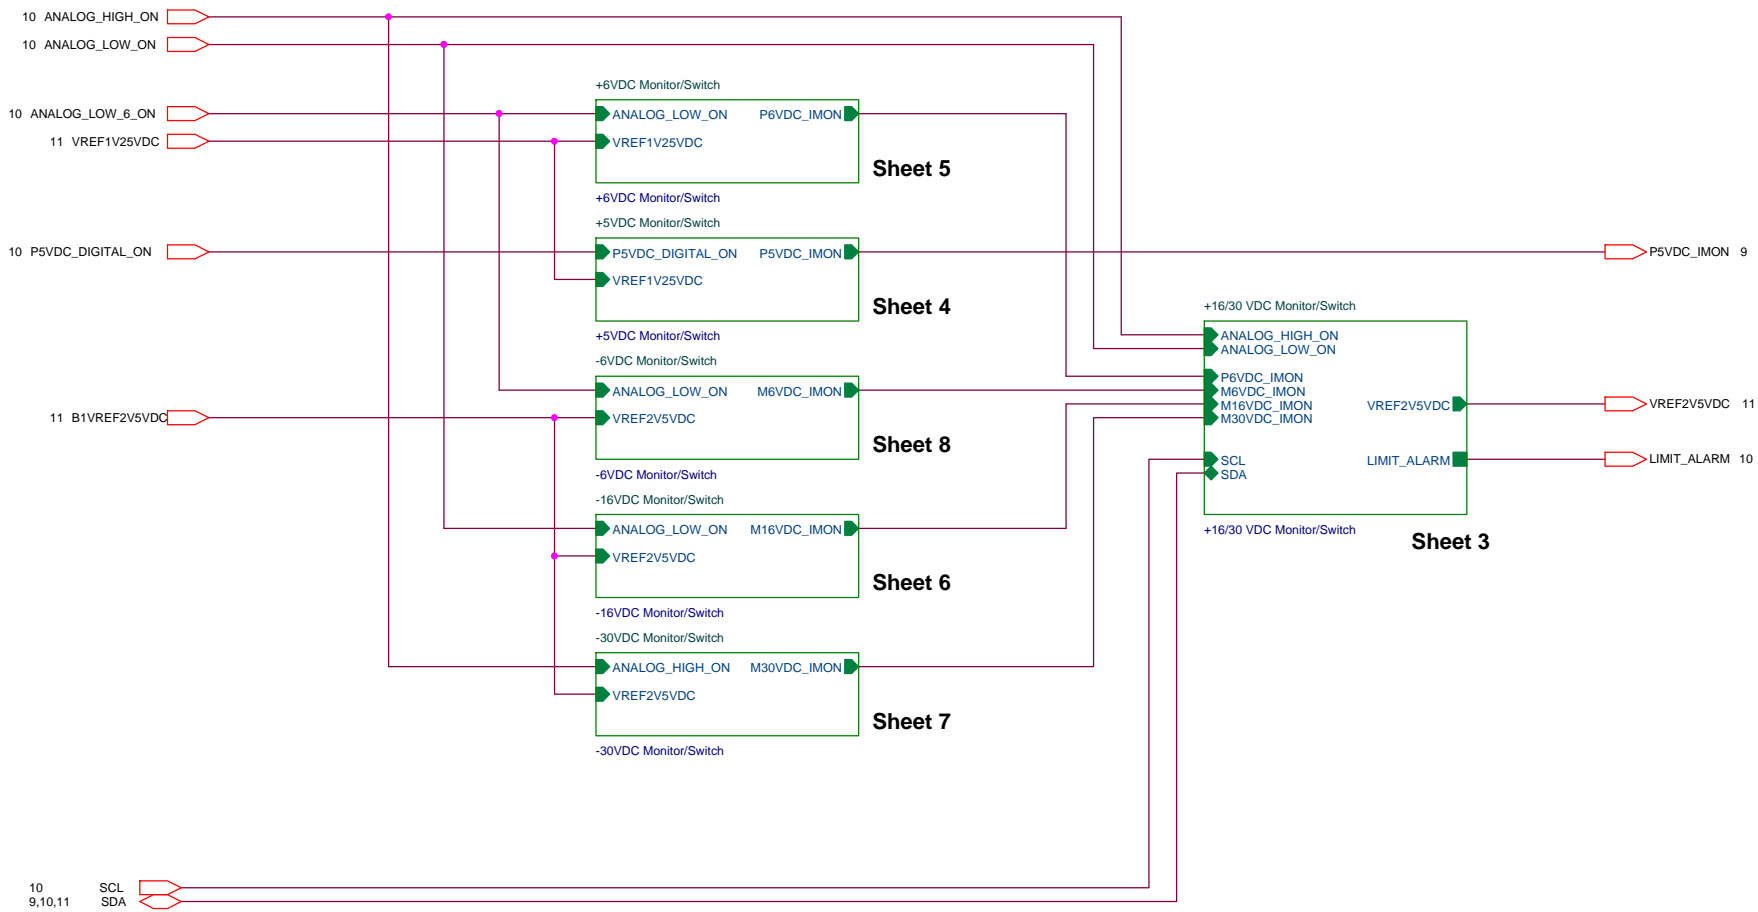 10 ANALOG_HIGH_ON
10 ANALOG_LOW_ON
10 ANALOG_LOW_6_ON
11 VREF1V25VDC
10 P5VDC_DIGITAL_ON
11 B1VREF2V5VDC
10 SCL
9,10,11 SDA
+6VDC Monitor/Switch
ANALOG_LOW_ON P6VDC_IMON
VREF1V25VDC
Sheet 5
+6VDC Monitor/Switch
+5VDC Monitor/Switch
P5VDC_DIGITAL_ON P5VDC_IMON
VREF1V25VDC
Sheet 4
+5VDC Monitor/Switch
-6VDC Monitor/Switch
ANALOG_LOW_ON M6VDC_IMON
VREF2V5VDC
Sheet 8
-6VDC Monitor/Switch
-16VDC Monitor/Switch
ANALOG_LOW_ON M16VDC_IMON
VREF2V5VDC
Sheet 6
-16VDC Monitor/Switch
-30VDC Monitor/Switch
ANALOG_HIGH_ON M30VDC_IMON
VREF2V5VDC
Sheet 7
-30VDC Monitor/Switch
+16/30 VDC Monitor/Switch
ANALOG_HIGH_ON
ANALOG_LOW_ON
P6VDC_IMON
M6VDC_IMON
M16VDC_IMON
M30VDC_IMON
VREF2V5VDC
SCL
LIMIT_ALARM
SDA
+16/30 VDC Monitor/Switch
Sheet 3
P5VDC_IMON 9
VREF2V5VDC 11
LIMIT_ALARM 10